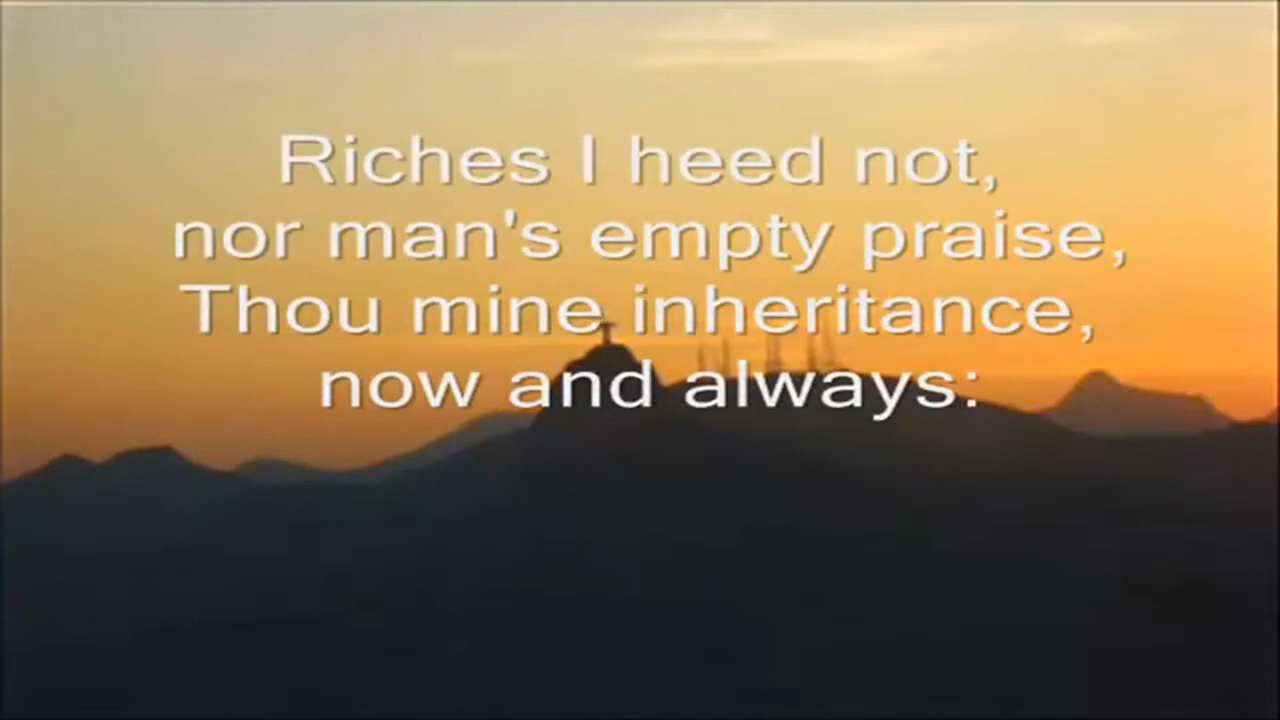 Riches I heed not,
nor man's empty praise,
Thou mine inheritance,
now and always: